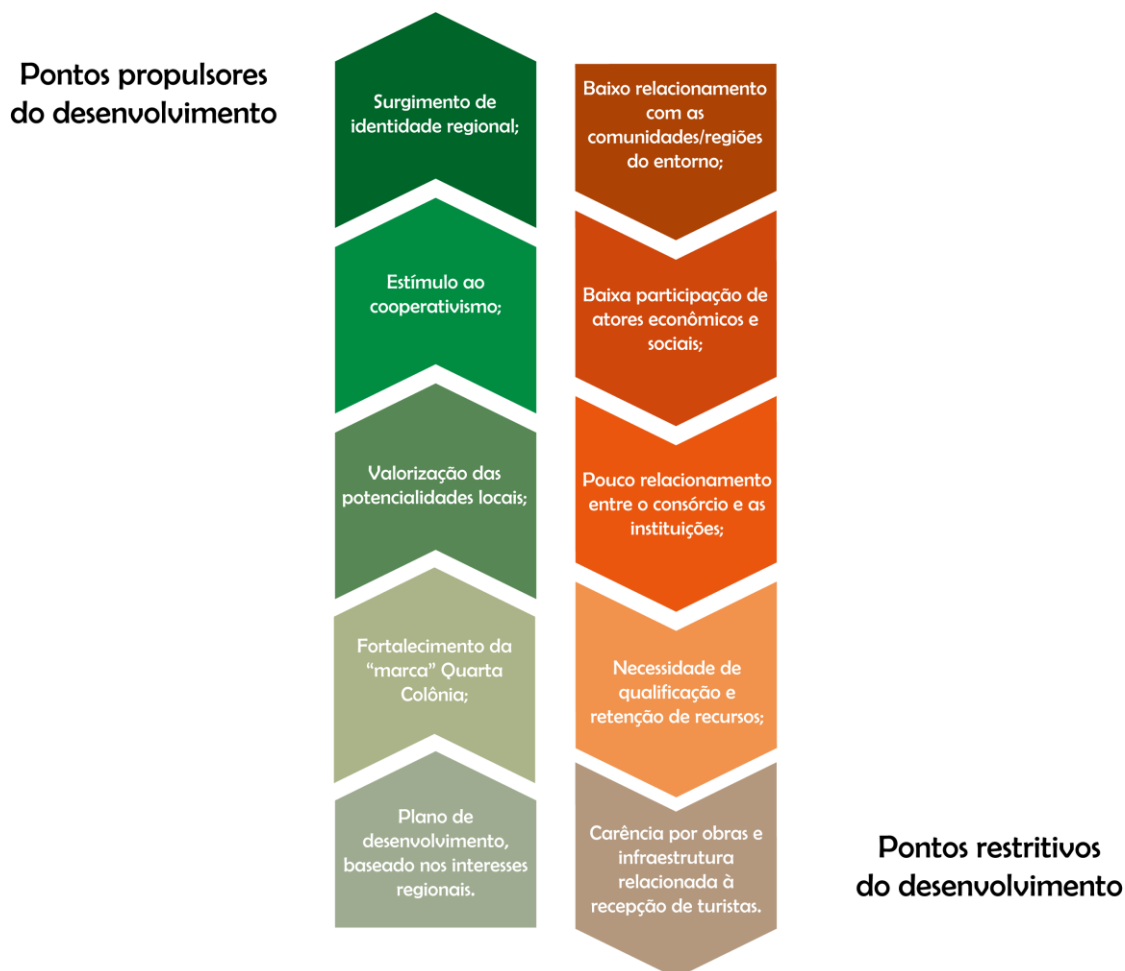 Pontos propulsores
do desenvolvimento
Surgimento de
identidade regional;
Estímulo ao
cooperativismo;
Valorização das
potencialidades locais;
Fortalecimento da
“marca” Quarta
Colônia;
Plano de
desenvolvimento,
baseado nos interesses
regionais.
Baixo relacionamento
com as
comunidades/regiões
do entorno;
Baixa participação de
atores econômicos e
sociais;
Pouco relacionamento
entre o consórcio e as
instituições;
Necessidade de
qualificação e
retenção de recursos;
Carência por obras e
infraestrutura
relacionada à
recepção de turistas.
Pontos restritivos
do desenvolvimento